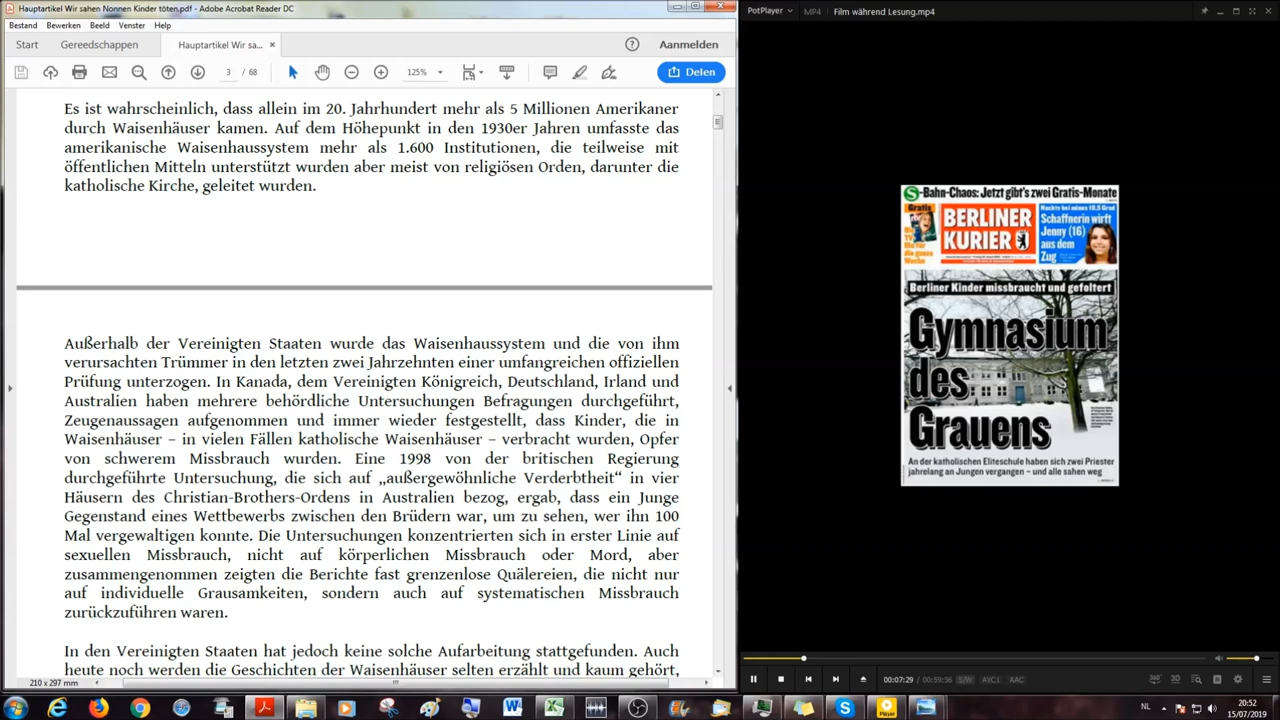 Hauptartikel Wir sahen Nonnen Kinder töten.pdf - Adobe Acrobat Reader DC
Bestand Bewerken Beeld Venster Help
Start Gereedschappen Hauptartikel Wir sa... × Aanmelden
3 / 68 125% Delen
Es ist wahrscheinlich, dass allein im 20. Jahrhundert mehr als 5 Millionen Amerikaner
durch Waisenhäuser kamen. Auf dem Höhepunkt in den 1930er Jahren umfasste das
amerikanische Waisenhaussystem mehr als 1.600 Institutionen, die teilweise mit
öffentlichen Mitteln unterstützt wurden aber meist von religiösen Orden, darunter die
katholische Kirche, geleitet wurden.
Außerhalb der Vereinigten Staaten wurde das Waisenhaussystem und die von ihm
verursachten Trümmer in den letzten zwei Jahrzehnten einer umfangreichen offiziellen
Prüfung unterzogen. In Kanada, dem Vereinigten Königreich, Deutschland, Irland und
Australien haben mehrere behördliche Untersuchungen Befragungen durchgeführt,
Zeugenaussagen aufgenommen und immer wieder festgestellt, dass Kinder, die in
Waisenhäuser – in vielen Fällen katholische Waisenhäuser – verbracht wurden, Opfer
von schwerem Missbrauch wurden. Eine 1998 von der britischen Regierung
durchgeführte Untersuchung, die sich auf „außergewöhnliche Verderbtheit“ in vier
Häusern des Christian-Brothers-Ordens in Australien bezog, ergab, dass ein Junge
Gegenstand eines Wettbewerbs zwischen den Brüdern war, um zu sehen, wer ihn 100
Mal vergewaltigen konnte. Die Untersuchungen konzentrierten sich in erster Linie auf
sexuellen Missbrauch, nicht auf körperlichen Missbrauch oder Mord, aber
zusammengenommen zeigten die Berichte fast grenzenlose Quälereien, die nicht nur
auf individuelle Grausamkeiten, sondern auch auf systematischen Missbrauch
zurückzuführen waren.
In den Vereinigten Staaten hat jedoch keine solche Aufarbeitung stattgefunden. Auch
heute noch werden die Geschichten der Waisenhäuser selten erzählt und kaum gehört,
210 x 297 mm
PotPlayer MP4 Film während Lesung.mp4
S-Bahn-Chaos: Jetzt gibt's zwei Gratis-Monate
Gratis
BERLINER
KURIER
Schaffnerin wirft
Jenny (16)
aus dem
Zug
Berliner Kinder missbraucht und gefoltert
Gymnasium
des
Grauens
An der katholischen Eliteschule haben sich zwei Priester
jahrelang an Jungen vergangen – und alle sahen weg
00:07:29 / 00:59:36 S/W AVC1 AAC
360° 3D
NL 20:52
15/07/2019